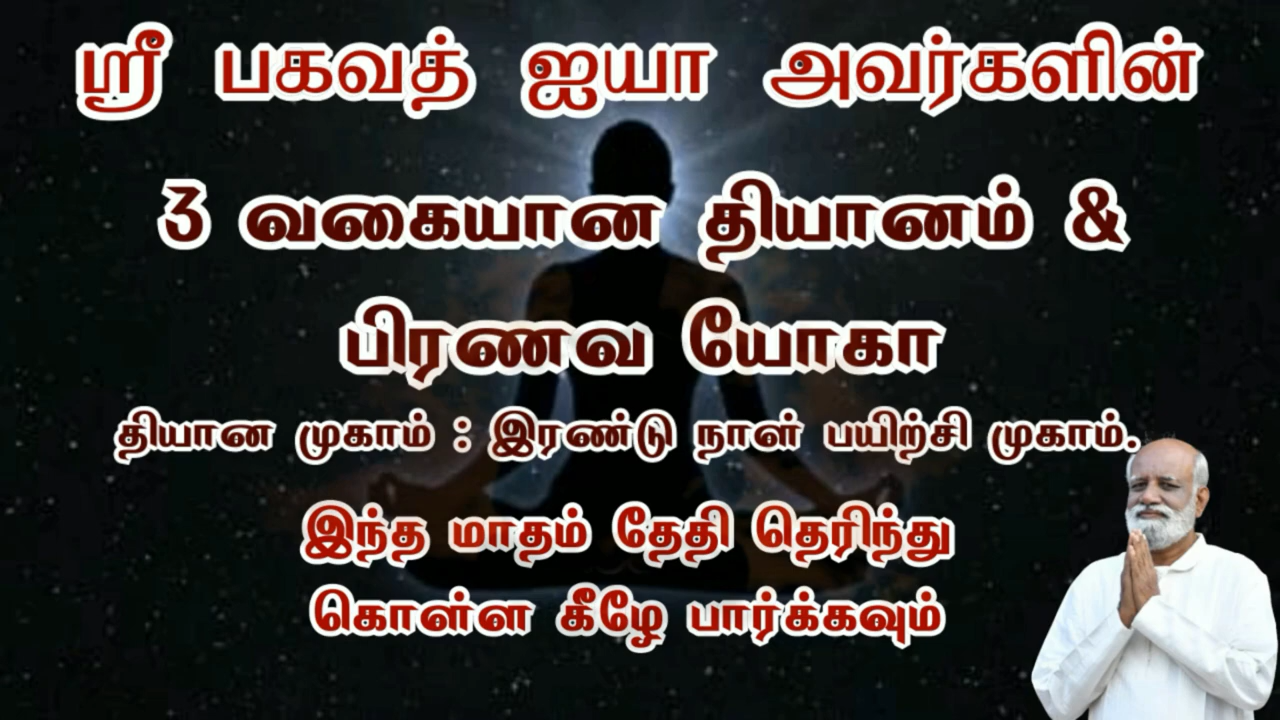 ஸ்ரீ பகவத் ஐயா அவர்களின்
3 வகையான தியானம் &
பிரணவ யோகா
தியான முகாம் : இரண்டு நாள் பயிற்சி முகாம்.
இந்த மாதம் தேதி தெரிந்து
கொள்ள கீழே பார்க்கவும்